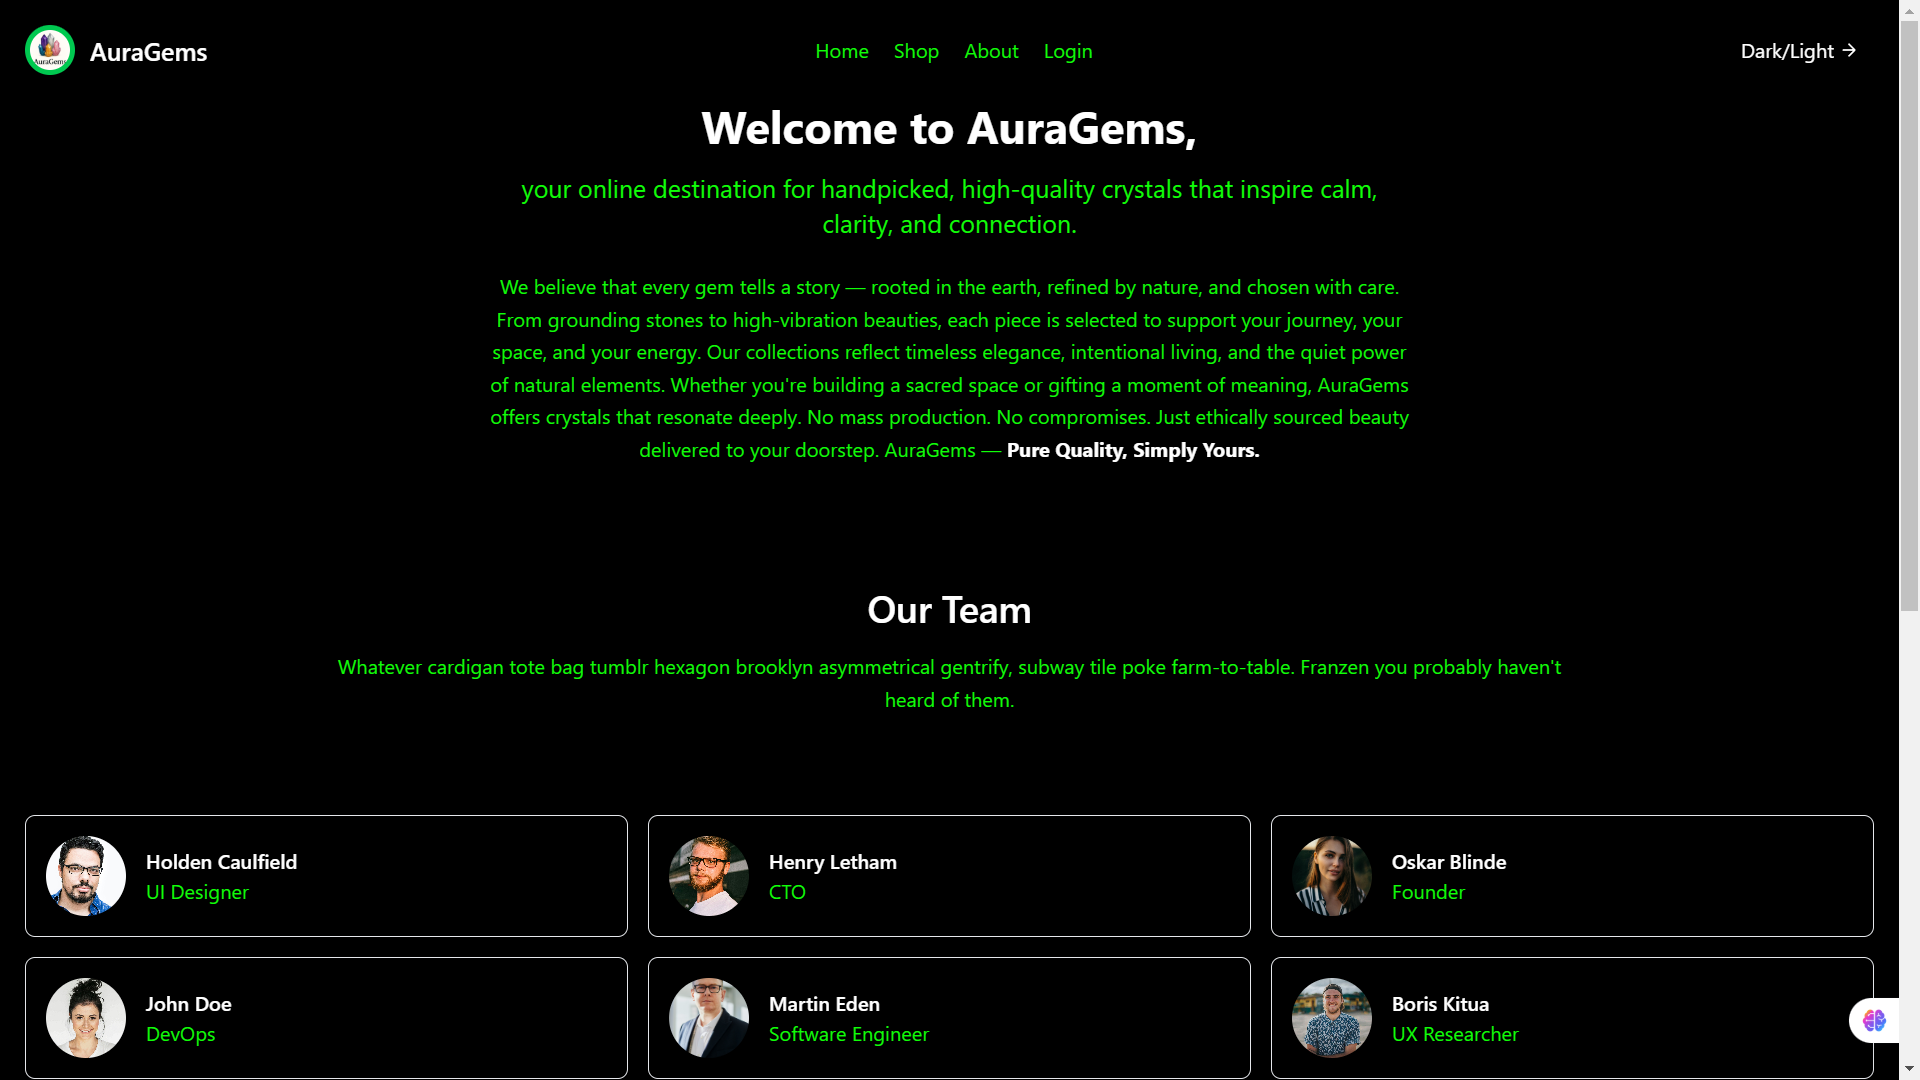 AuraGems
AuraGems
Home
Shop
About
Login
Dark/Light →
Welcome to AuraGems,
your online destination for handpicked, high-quality crystals that inspire calm,
clarity, and connection.
We believe that every gem tells a story — rooted in the earth, refined by nature, and chosen with care.
From grounding stones to high-vibration beauties, each piece is selected to support your journey, your
space, and your energy. Our collections reflect timeless elegance, intentional living, and the quiet power
of natural elements. Whether you're building a sacred space or gifting a moment of meaning, AuraGems
offers crystals that resonate deeply. No mass production. No compromises. Just ethically sourced beauty
delivered to your doorstep. AuraGems — Pure Quality, Simply Yours.
Our Team
Whatever cardigan tote bag tumblr hexagon brooklyn asymmetrical gentrify, subway tile poke farm-to-table. Franzen you probably haven't
heard of them.
Holden Caulfield
UI Designer
Henry Letham
CTO
Oskar Blinde
Founder
John Doe
DevOps
Martin Eden
Software Engineer
Boris Kitua
UX Researcher